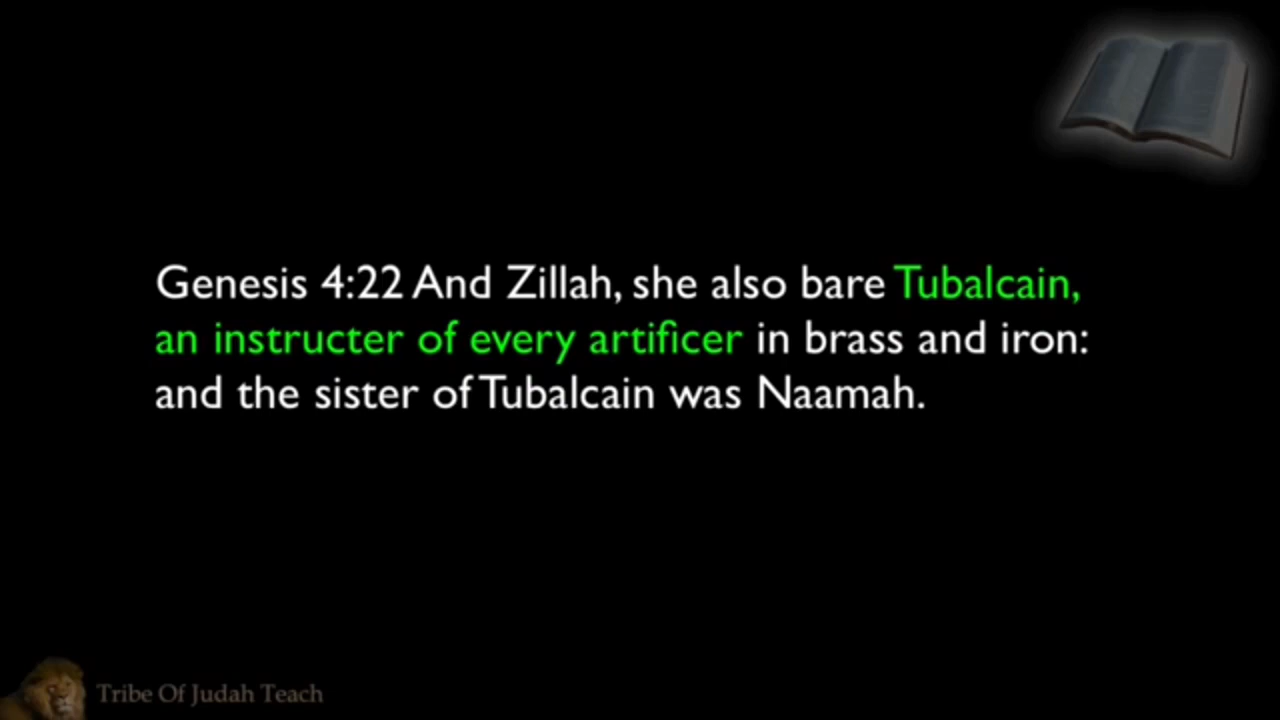 Genesis 4:22 And Zillah, she also bare Tubalcain,
an instructer of every artificer in brass and iron:
and the sister of Tubalcain was Naamah.
Tribe Of Judah Teach